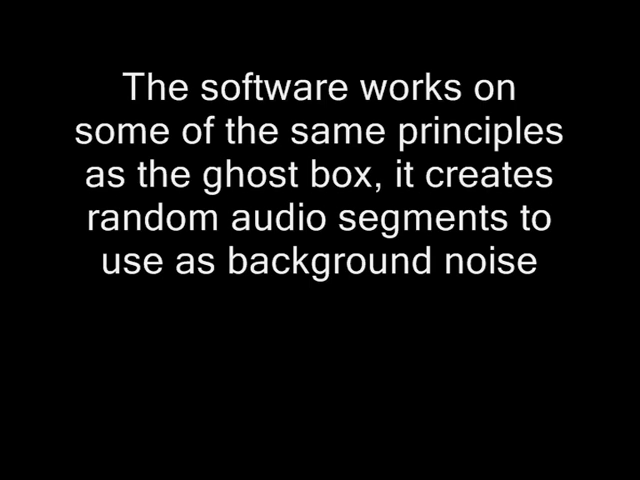 The software works on
some of the same principles
as the ghost box, it creates
random audio segments to
use as background noise